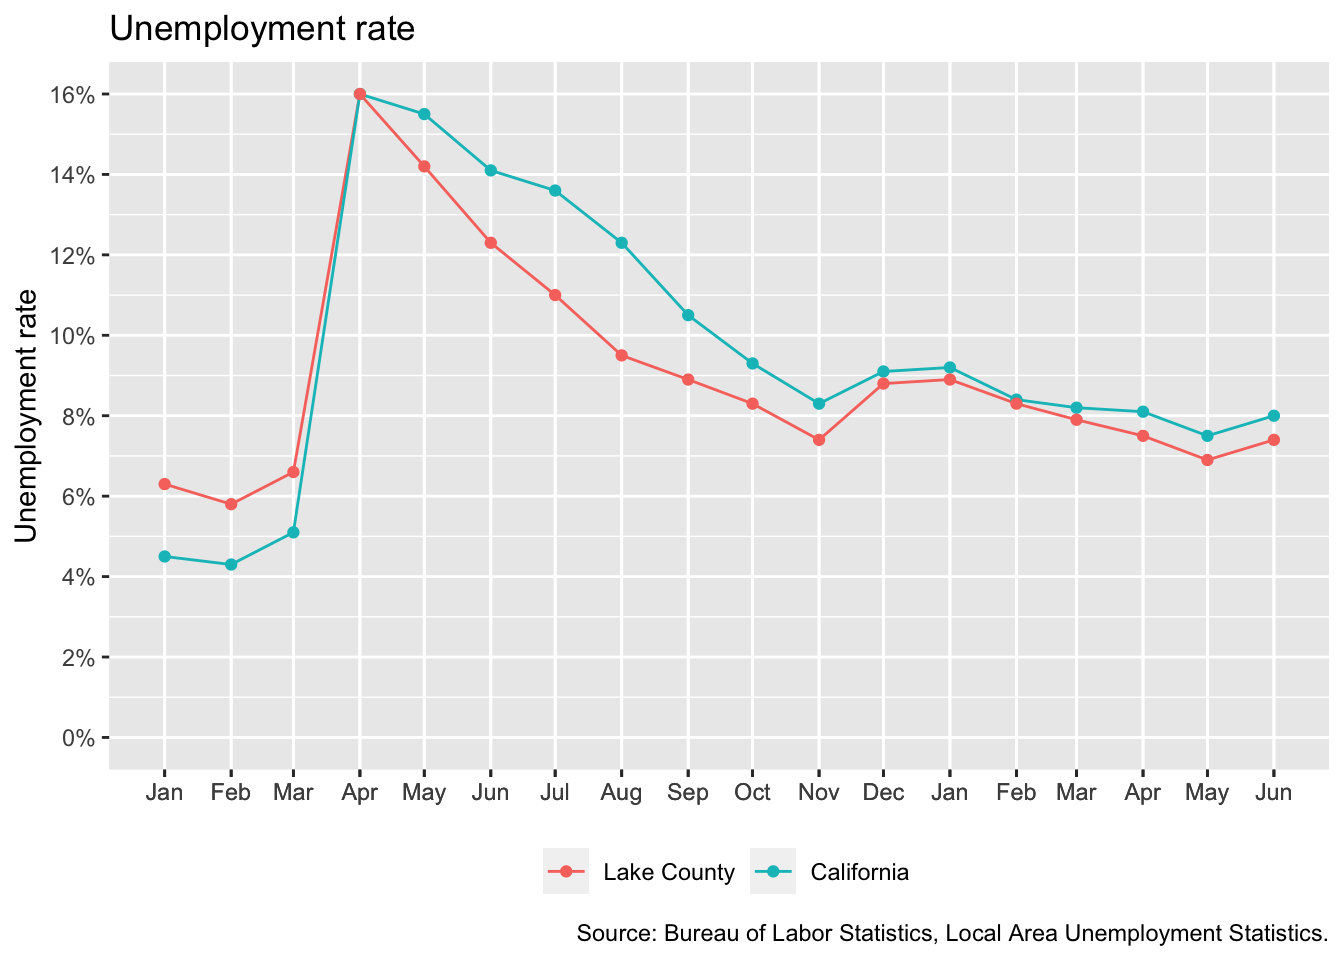 Unemployment rate
Unemployment rate
16%
14%
12%
10%
8%
6%
4%
2%
0%
Jan Feb Mar Apr May Jun Jul Aug Sep Oct Nov Dec Jan Feb Mar Apr May Jun
Lake County California
Source: Bureau of Labor Statistics, Local Area Unemployment Statistics.